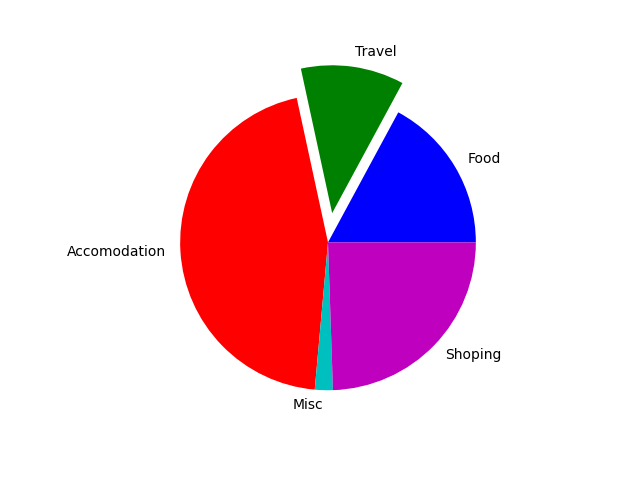 Travel
Food
Accomodation
Shoping
Misc